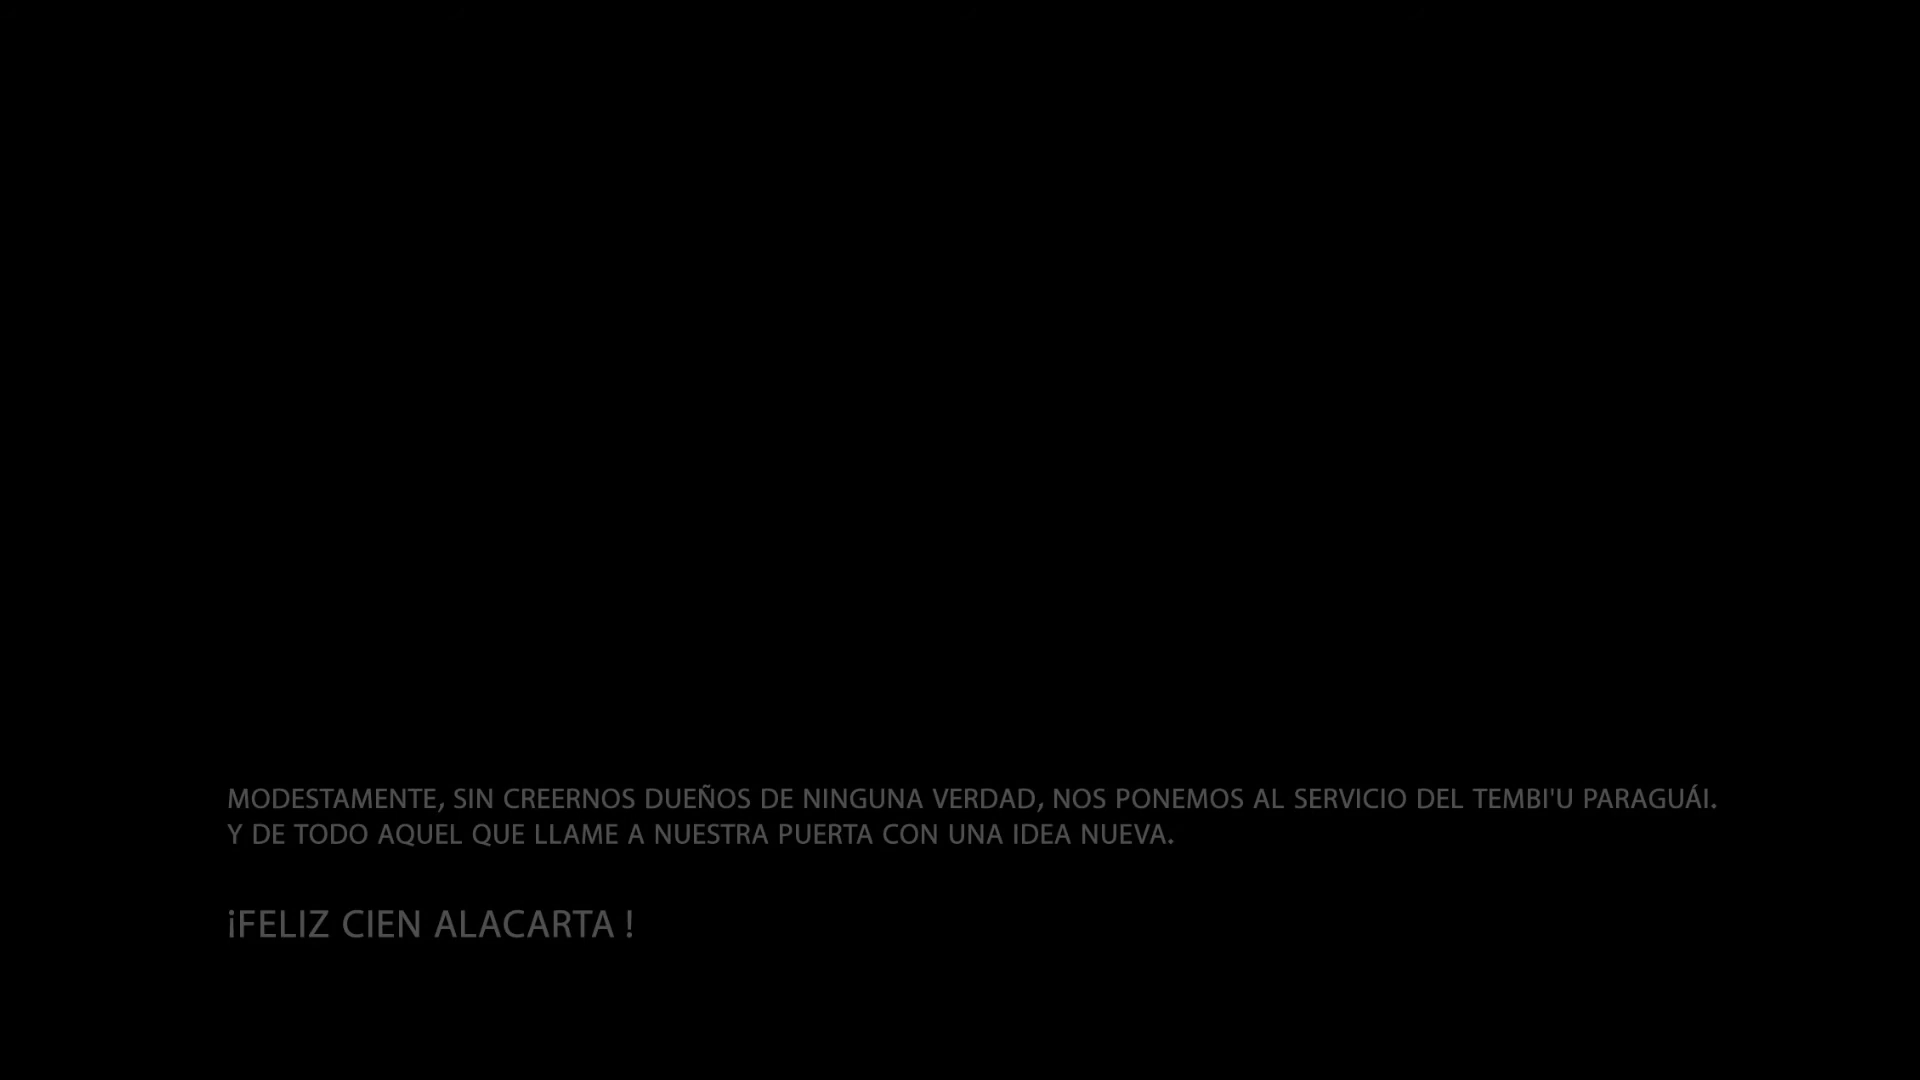 MODESTAMENTE, SIN CREERNOS DUEÑOS DE NINGUNA VERDAD, NOS PONEMOS AL SERVICIO DEL TEMBI'U PARAGUÁI.
Y DE TODO AQUEL QUE LLAME A NUESTRA PUERTA CON UNA IDEA NUEVA.
¡FELIZ CIEN ALACARTA !